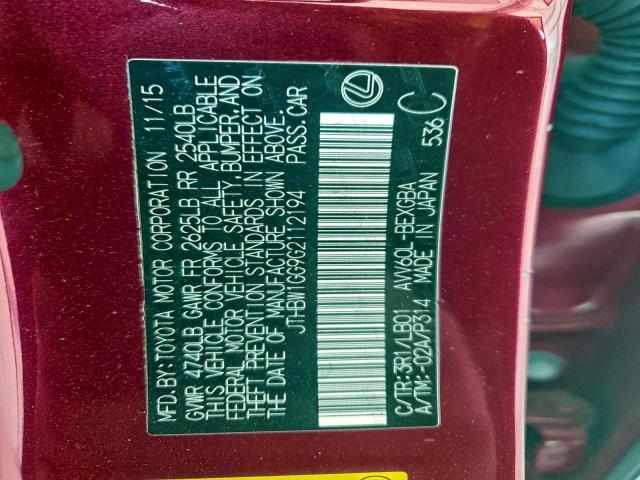 MFD.BY:TOYOTA MOTOR CORPORATION 11/15
GVWR 4740LB GAWR FR 2625LB RR 2540LB
THIS VEHICLE CONFORMS TO ALL APPLICABLE
FEDERAL MOTOR VEHICLE SAFETY, BUMPER, AND
THEFT PREVENTION STANDARDS IN EFFECT ON
THE DATE OF MANUFACTURE SHOWN ABOVE.
JTHBW1GG9G2112194 PASS.CAR
C/TR:3R1/LB01 AVV60L-BEXGBA
A/TM:-02A/P314 MADE IN JAPAN 536 C